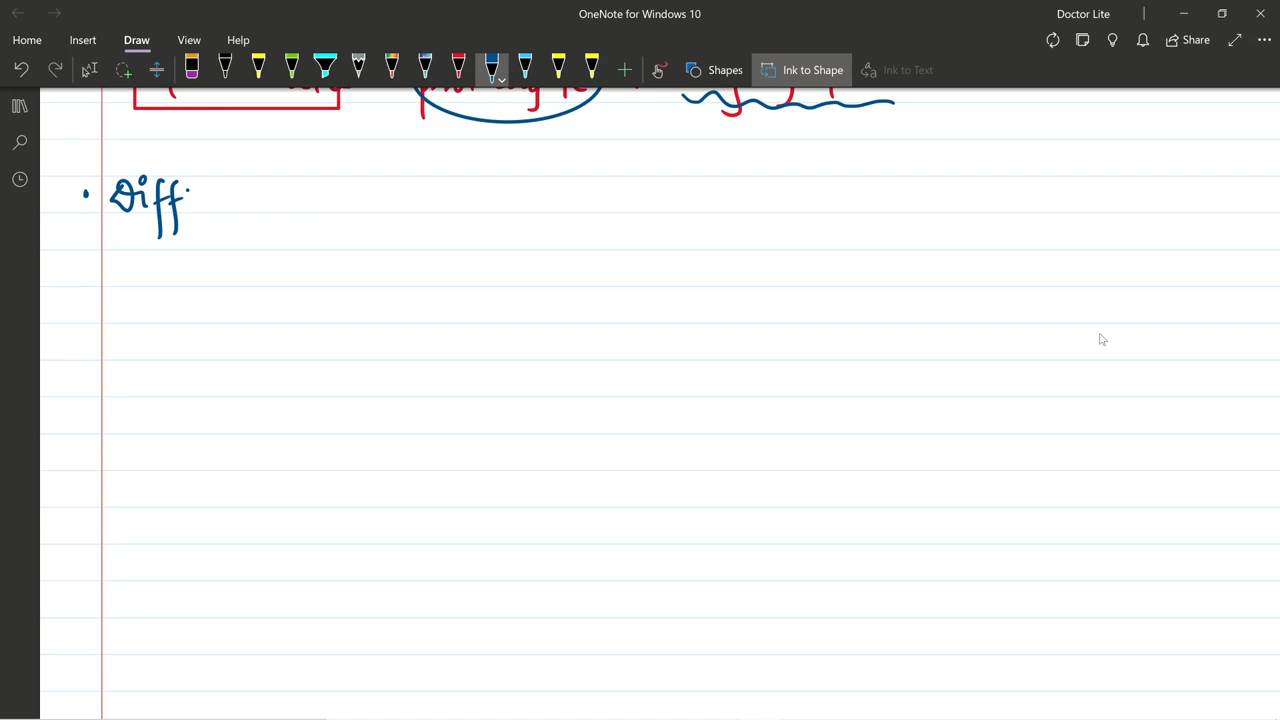 OneNote for Windows 10
Doctor Lite
Home Insert Draw View Help
Share
Shapes
Ink to Shape
Ink to Text
• Diff